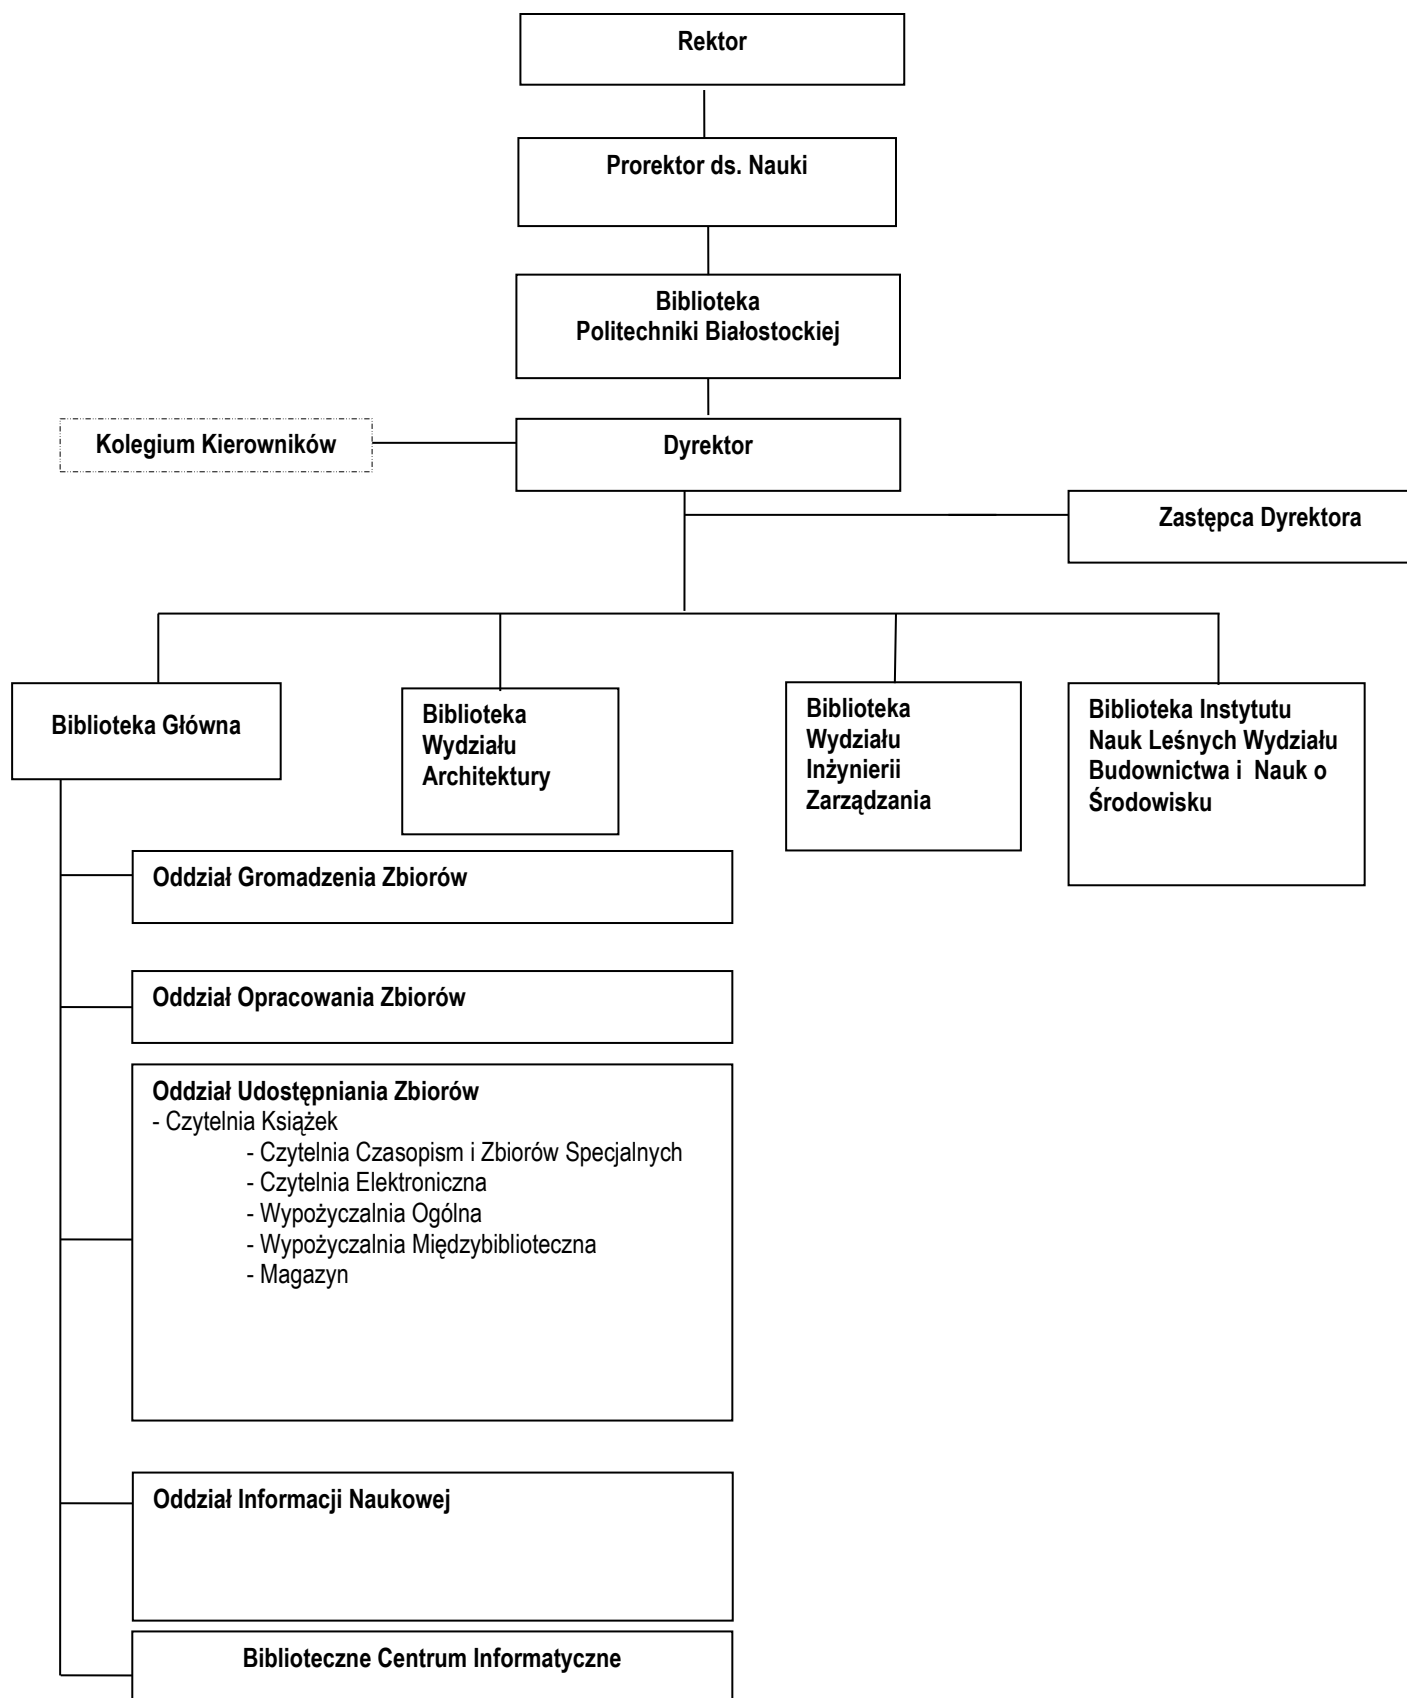 Rektor
Prorektor ds. Nauki
Biblioteka
Politechniki Białostockiej
Kolegium Kierowników
Dyrektor
Zastępca Dyrektora
Biblioteka Główna
Biblioteka
Wydziału
Architektury
Biblioteka
Wydziału
Inżynierii
Zarządzania
Biblioteka Instytutu
Nauk Leśnych Wydziału
Budownictwa i Nauk o
Środowisku
Oddział Gromadzenia Zbiorów
Oddział Opracowania Zbiorów
Oddział Udostępniania Zbiorów
- Czytelnia Książek
- Czytelnia Czasopism i Zbiorów Specjalnych
- Czytelnia Elektroniczna
- Wypożyczalnia Ogólna
- Wypożyczalnia Międzybiblioteczna
- Magazyn
Oddział Informacji Naukowej
Biblioteczne Centrum Informatyczne